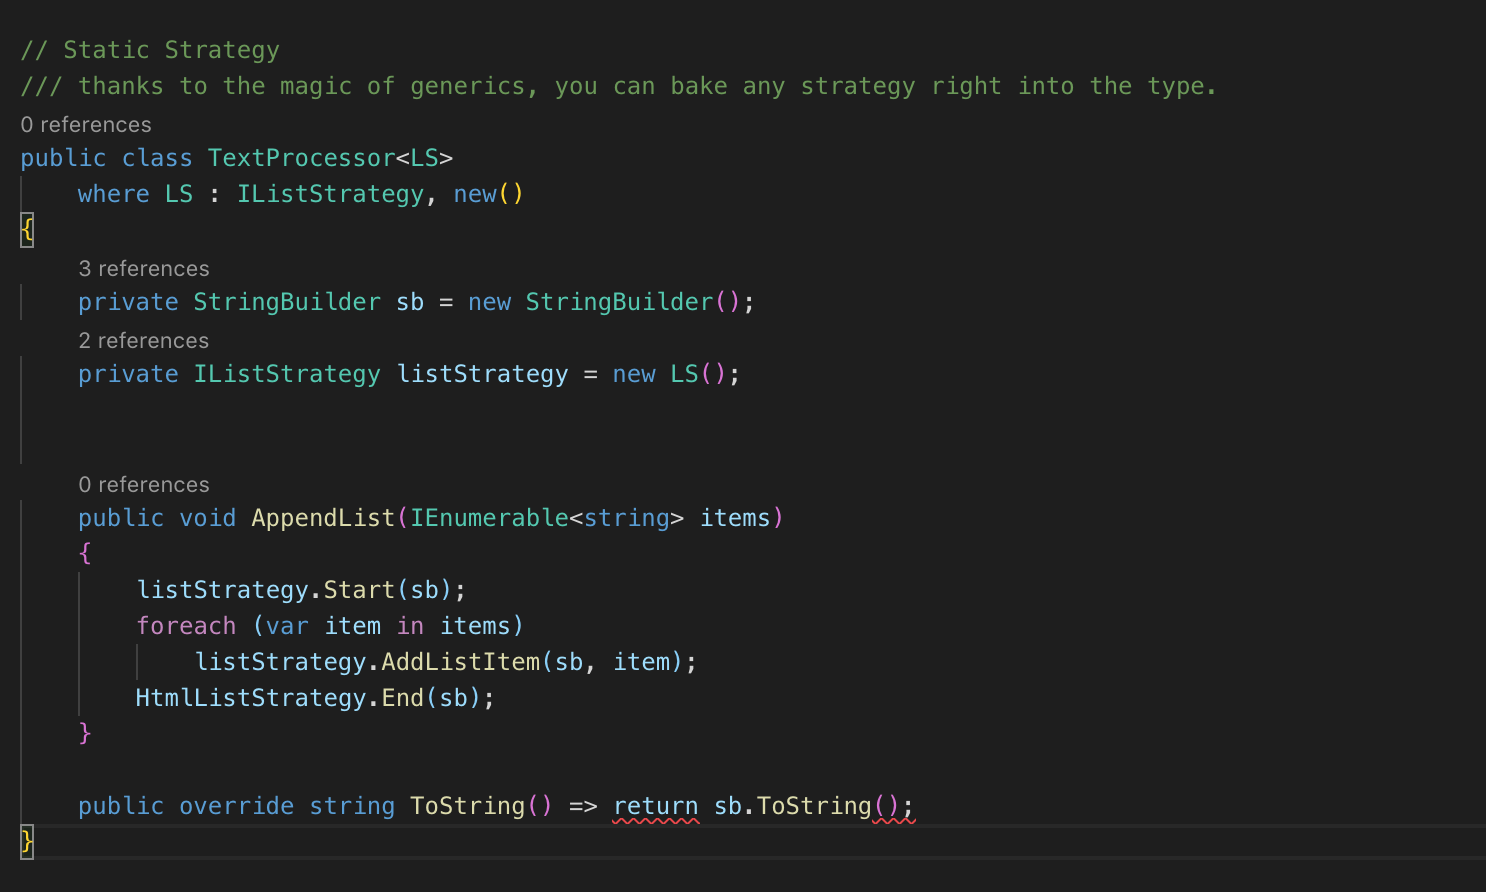 // Static Strategy
/// thanks to the magic of generics, you can bake any strategy right into the type.
0 references
public class TextProcessor<LS>
    where LS : IListStrategy, new()
{
    3 references
    private StringBuilder sb = new StringBuilder();
    2 references
    private IListStrategy listStrategy = new LS();
    0 references
    public void AppendList(IEnumerable<string> items)
    {
        listStrategy.Start(sb);
        foreach (var item in items)
            listStrategy.AddListItem(sb, item);
        HtmlListStrategy.End(sb);
    }
    public override string ToString() => return sb.ToString();
}